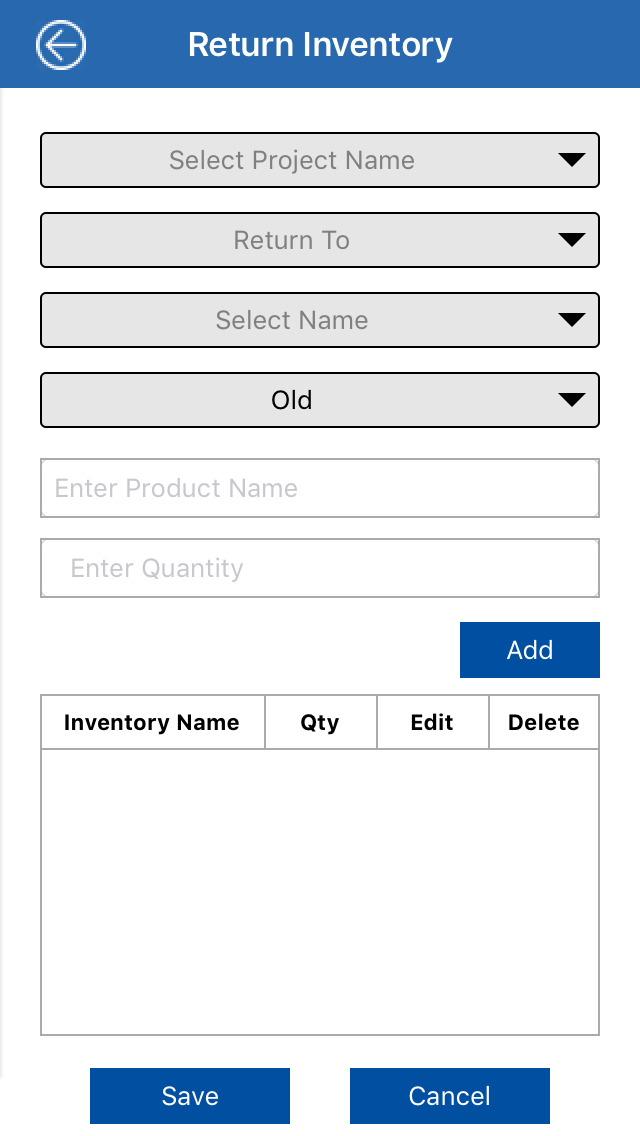 Return Inventory
Select Project Name
Return To
Select Name
Old
Enter Product Name
Enter Quantity
Add
Inventory Name Qty Edit Delete
Save Cancel